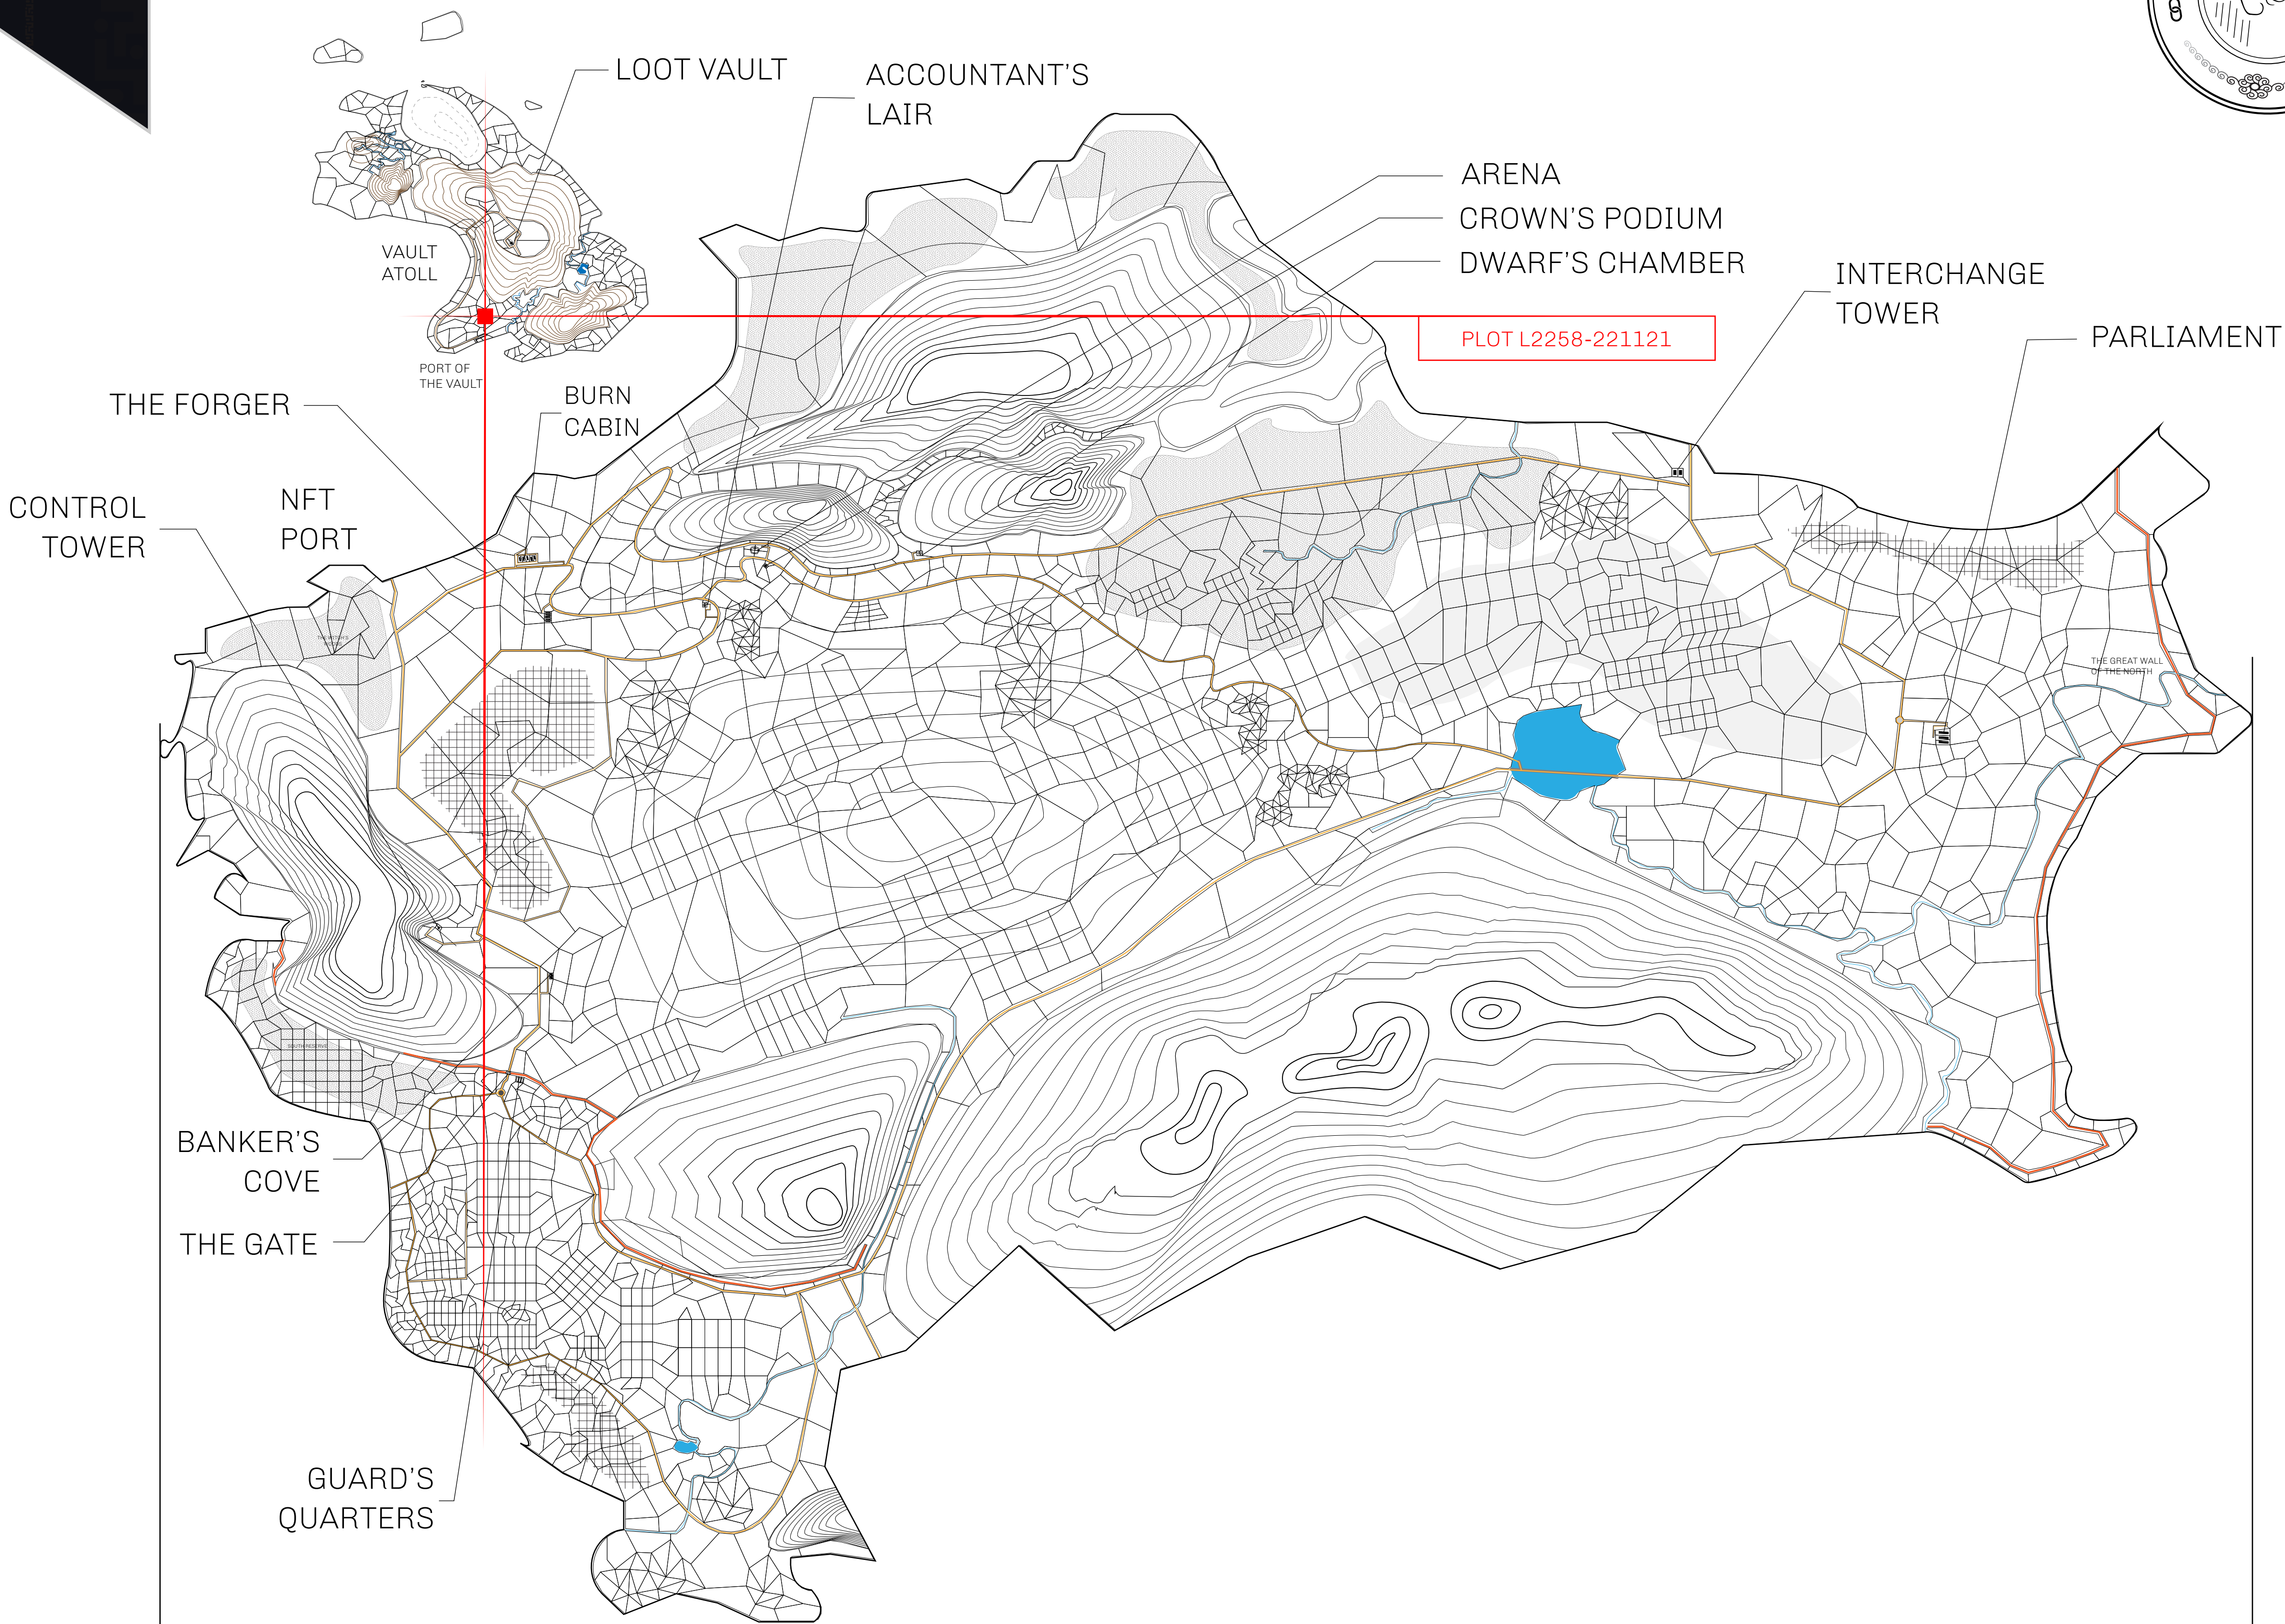 LOOT VAULT
ACCOUNTANT'S
LAIR
ARENA
CROWN'S PODIUM
DWARF'S CHAMBER
INTERCHANGE
TOWER
PARLIAMENT
VAULT
ATOLL
PLOT L2258-221121
PORT OF
THE VAULT
THE FORGER
BURN
CABIN
CONTROL
TOWER
NFT
PORT
THE GREAT WALL
OF THE NORTH
SOUTH RESERVE
BANKER'S
COVE
THE GATE
GUARD'S
QUARTERS